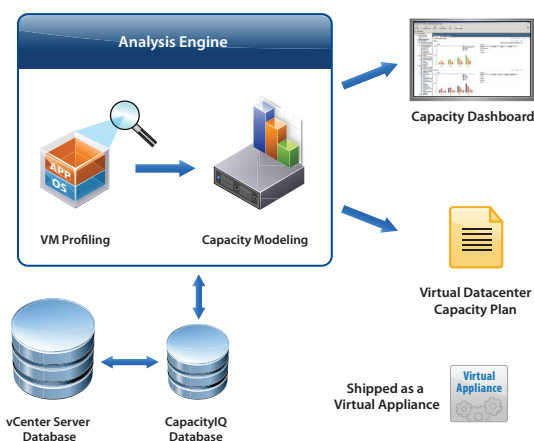 Analysis Engine
APP
OS
VM Profiling
Capacity Modeling
Capacity Dashboard
Virtual Datacenter
Capacity Plan
vCenter Server
Database
CapacityIQ
Database
Shipped as a
Virtual Appliance
Virtual
Appliance